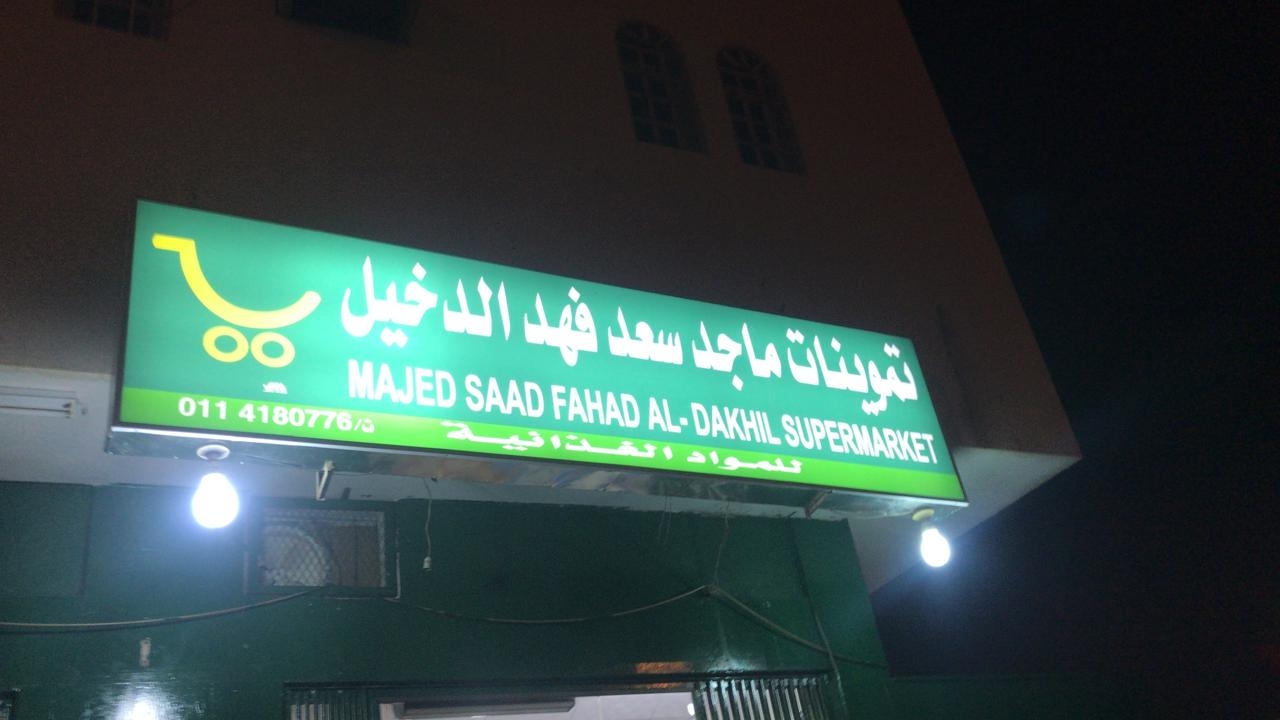 تموينات ماجد سعد فهد الدخيل
MAJED SAAD FAHAD AL- DAKHIL SUPERMARKET
للمواد الغذائية
011 4180776/ت